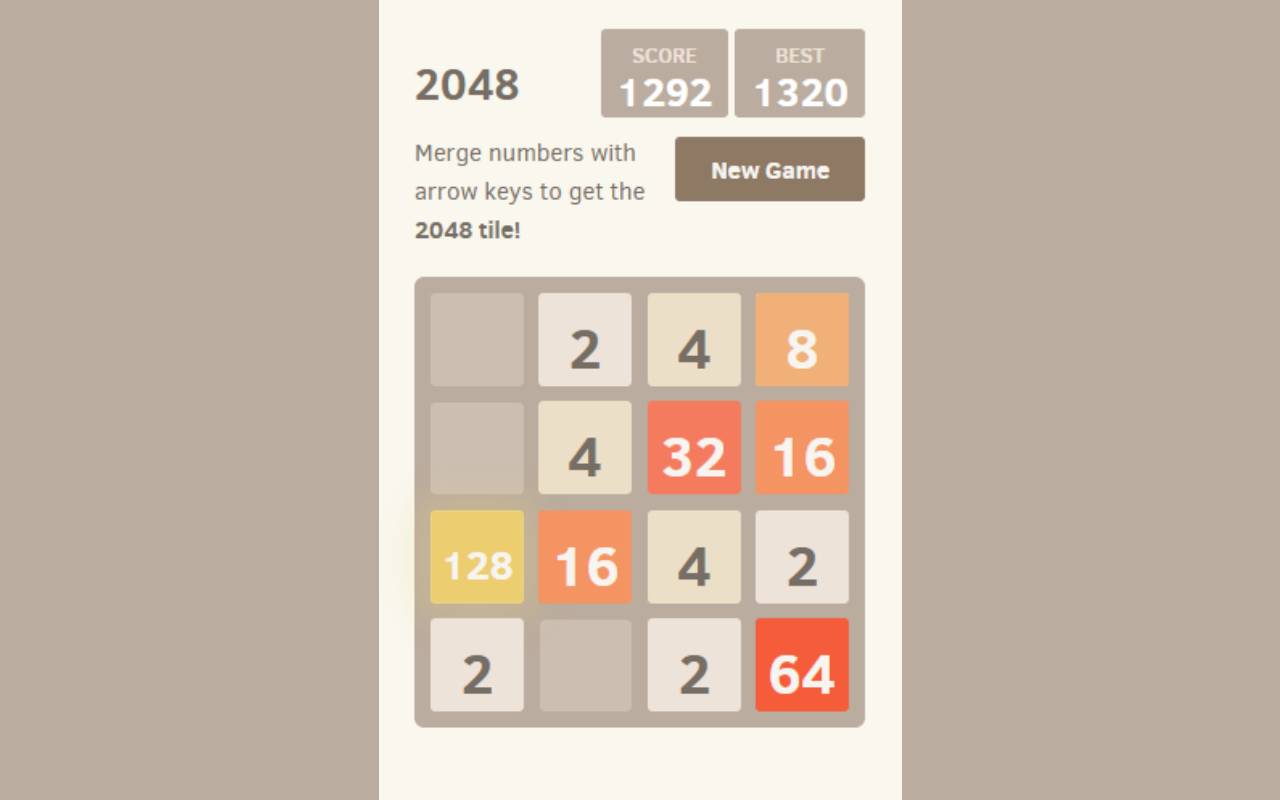 2048
SCORE
1292
BEST
1320
Merge numbers with
arrow keys to get the
2048 tile!
New Game
2 4 8
4 32 16
128 16 4 2
2 2 64